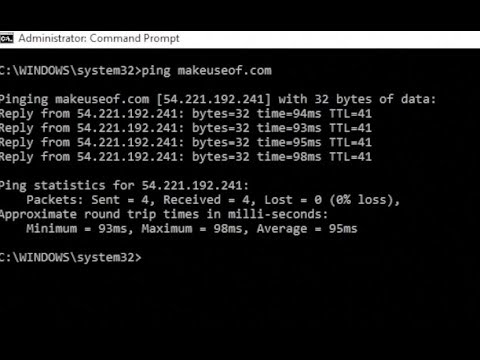 Administrator: Command Prompt
C:\WINDOWS\system32>ping makeuseof.com
Pinging makeuseof.com [54.221.192.241] with 32 bytes of data:
Reply from 54.221.192.241: bytes=32 time=94ms TTL=41
Reply from 54.221.192.241: bytes=32 time=93ms TTL=41
Reply from 54.221.192.241: bytes=32 time=95ms TTL=41
Reply from 54.221.192.241: bytes=32 time=98ms TTL=41
Ping statistics for 54.221.192.241:
Packets: Sent = 4, Received = 4, Lost = 0 (0% loss),
Approximate round trip times in milli-seconds:
Minimum = 93ms, Maximum = 98ms, Average = 95ms
C:\WINDOWS\system32>